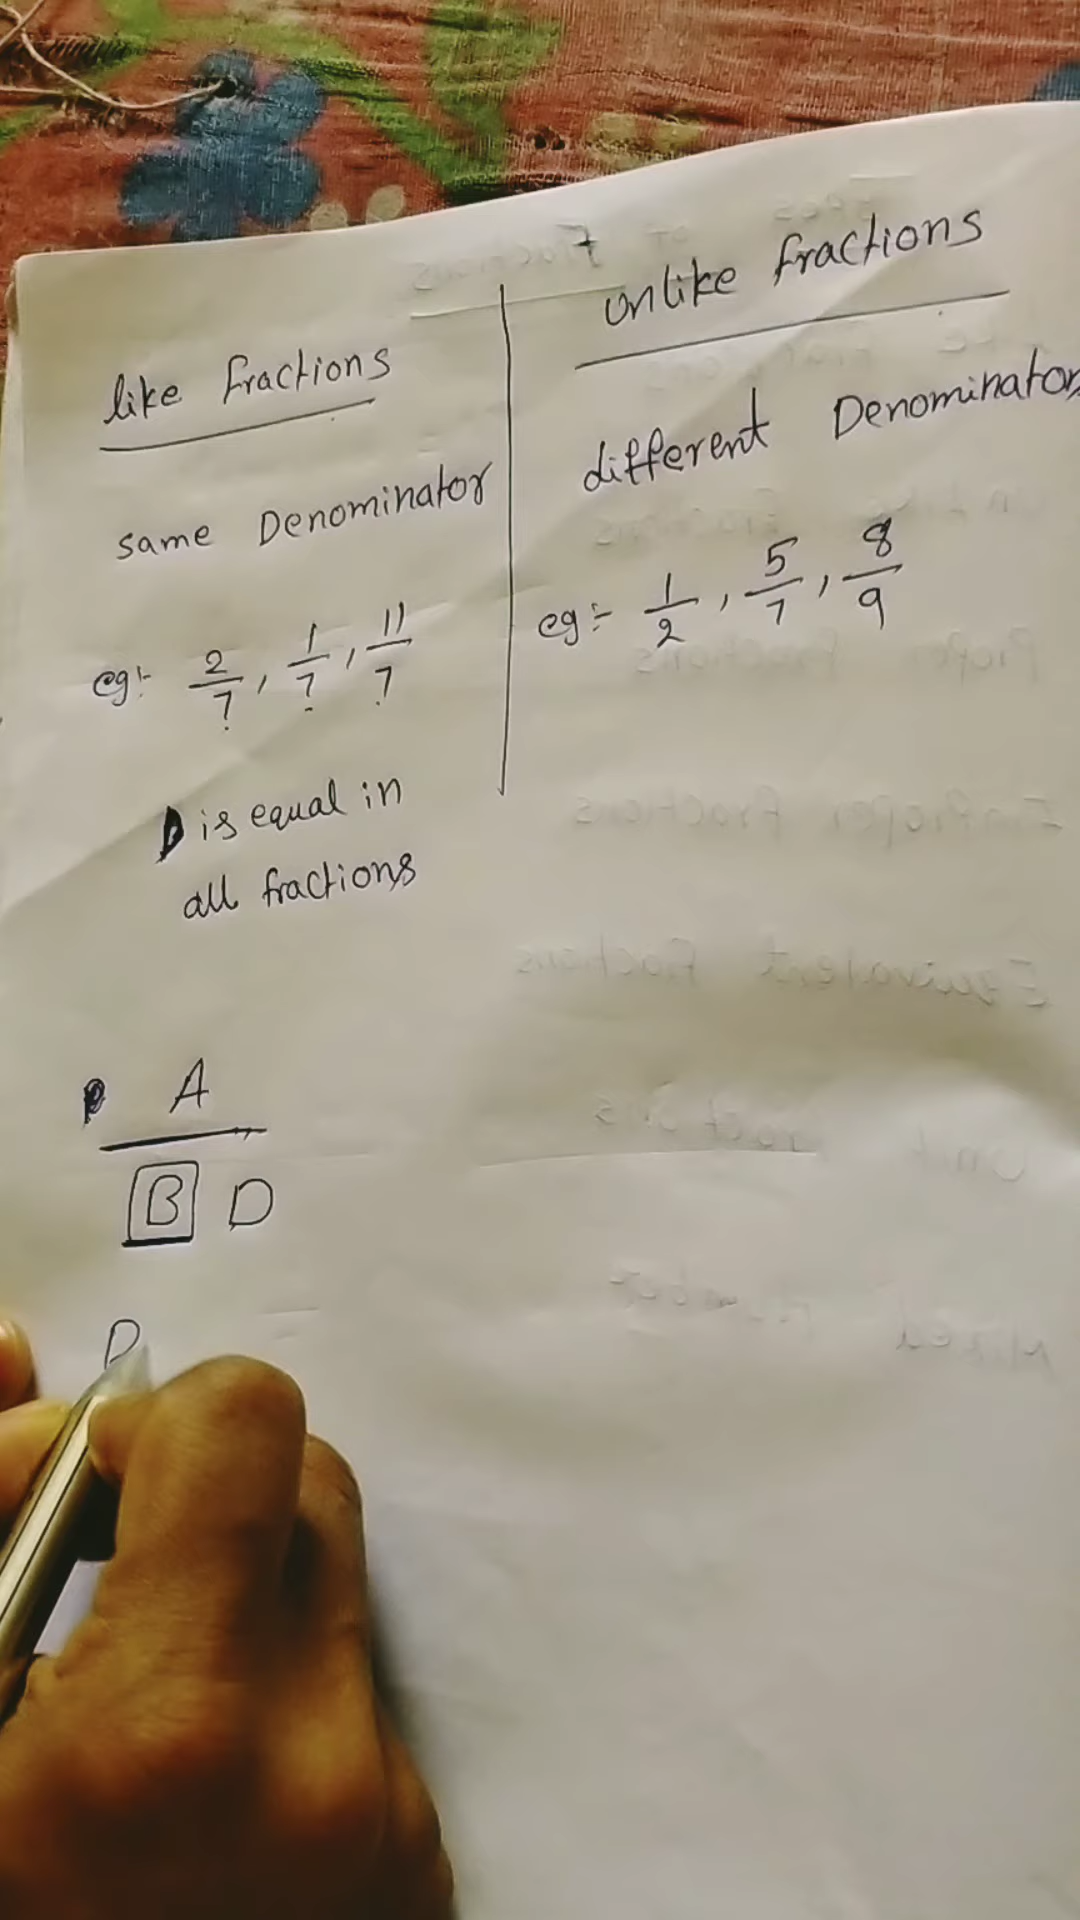 like fractions
same Denominator
eg:- 2/7, 1/7, 11/7
D is equal in
all fractions
unlike fractions
different Denominator
eg:- 1/2, 5/7, 8/9
A
B D